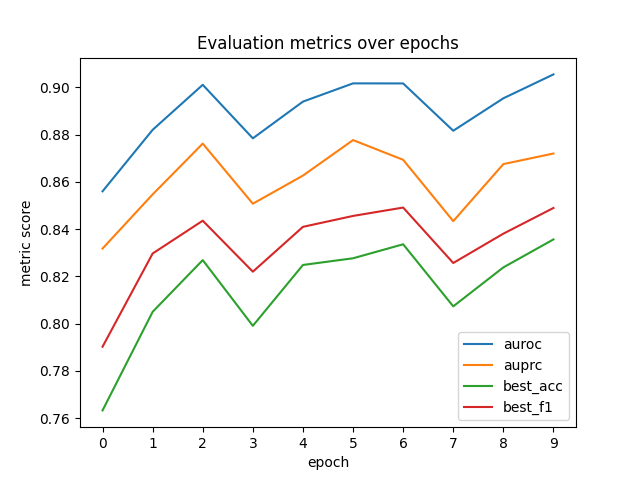 Evaluation metrics over epochs
metric score
0.90
0.88
0.86
0.84
0.82
0.80
0.78
0.76
auroc
auprc
best_acc
best_f1
0 1 2 3 4 5 6 7 8 9
epoch